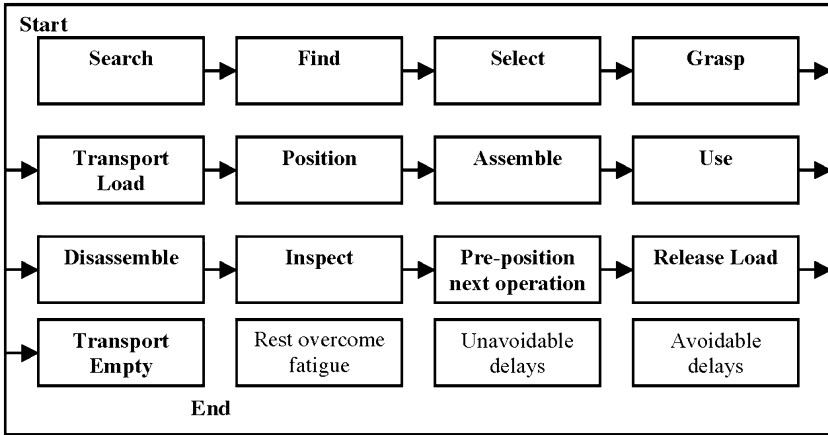 Start
Search
Find
Select
Grasp
Transport
Load
Position
Assemble
Use
Disassemble
Inspect
Pre-position
next operation
Release Load
Transport
Empty
Rest overcome
fatigue
Unavoidable
delays
Avoidable
delays
End